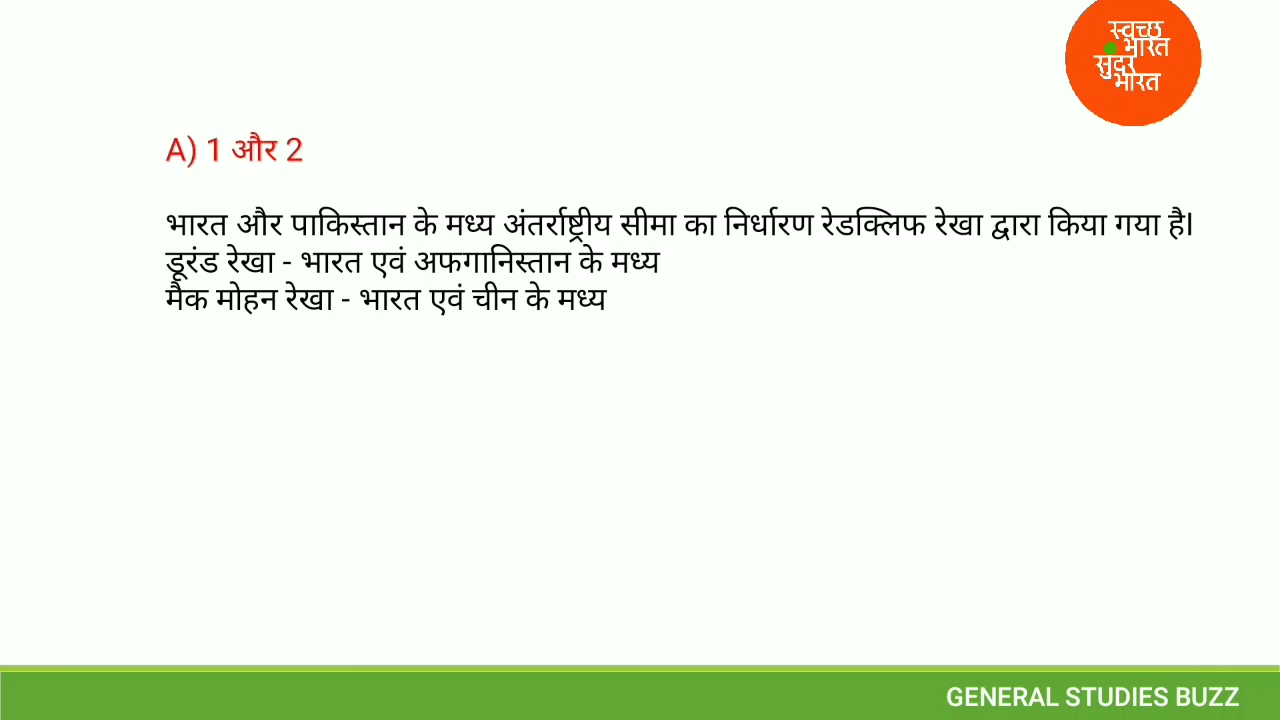 स्वच्छ
भारत
सुंदर
भारत
A) 1 और 2
भारत और पाकिस्तान के मध्य अंतर्राष्ट्रीय सीमा का निर्धारण रेडक्लिफ रेखा द्वारा किया गया है।
डूरंड रेखा - भारत एवं अफगानिस्तान के मध्य
मैक मोहन रेखा - भारत एवं चीन के मध्य
GENERAL STUDIES BUZZ